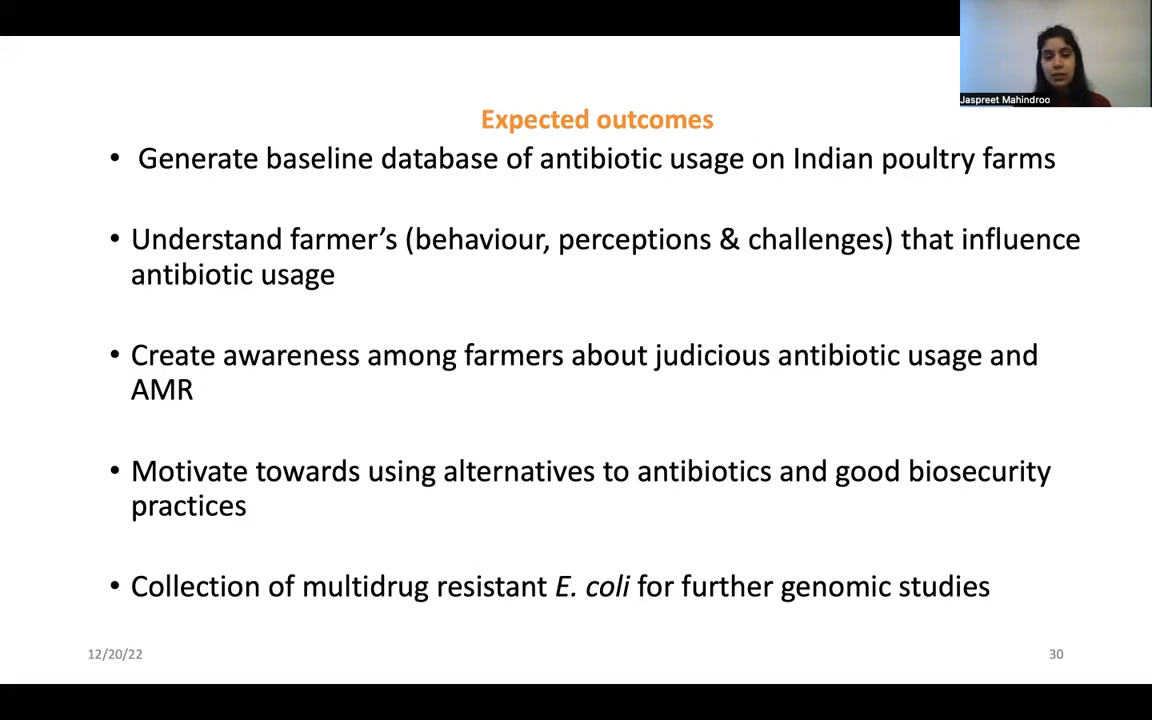 Jaspreet Mahindroo
Expected outcomes
• Generate baseline database of antibiotic usage on Indian poultry farms
• Understand farmer’s (behaviour, perceptions & challenges) that influence
antibiotic usage
• Create awareness among farmers about judicious antibiotic usage and
AMR
• Motivate towards using alternatives to antibiotics and good biosecurity
practices
• Collection of multidrug resistant E. coli for further genomic studies
12/20/22
30